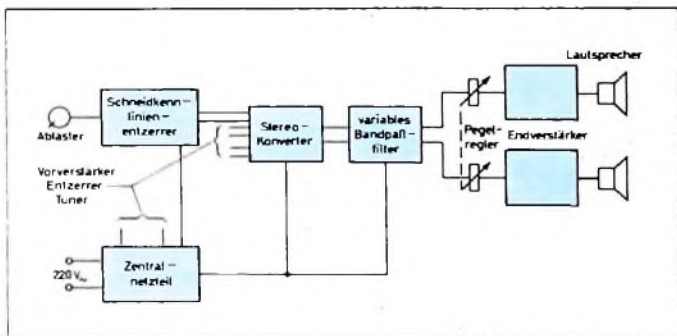 Lautsprecher
Schneidkenn-
linien-
entzerrer
Ablaster
Stereo-
Konverter
variables
Bandpaß-
filter
Pegel-
regler
Endverstärker
Vorverstärker
Entzerrer
Tuner
220 V~
Zentral-
netzteil